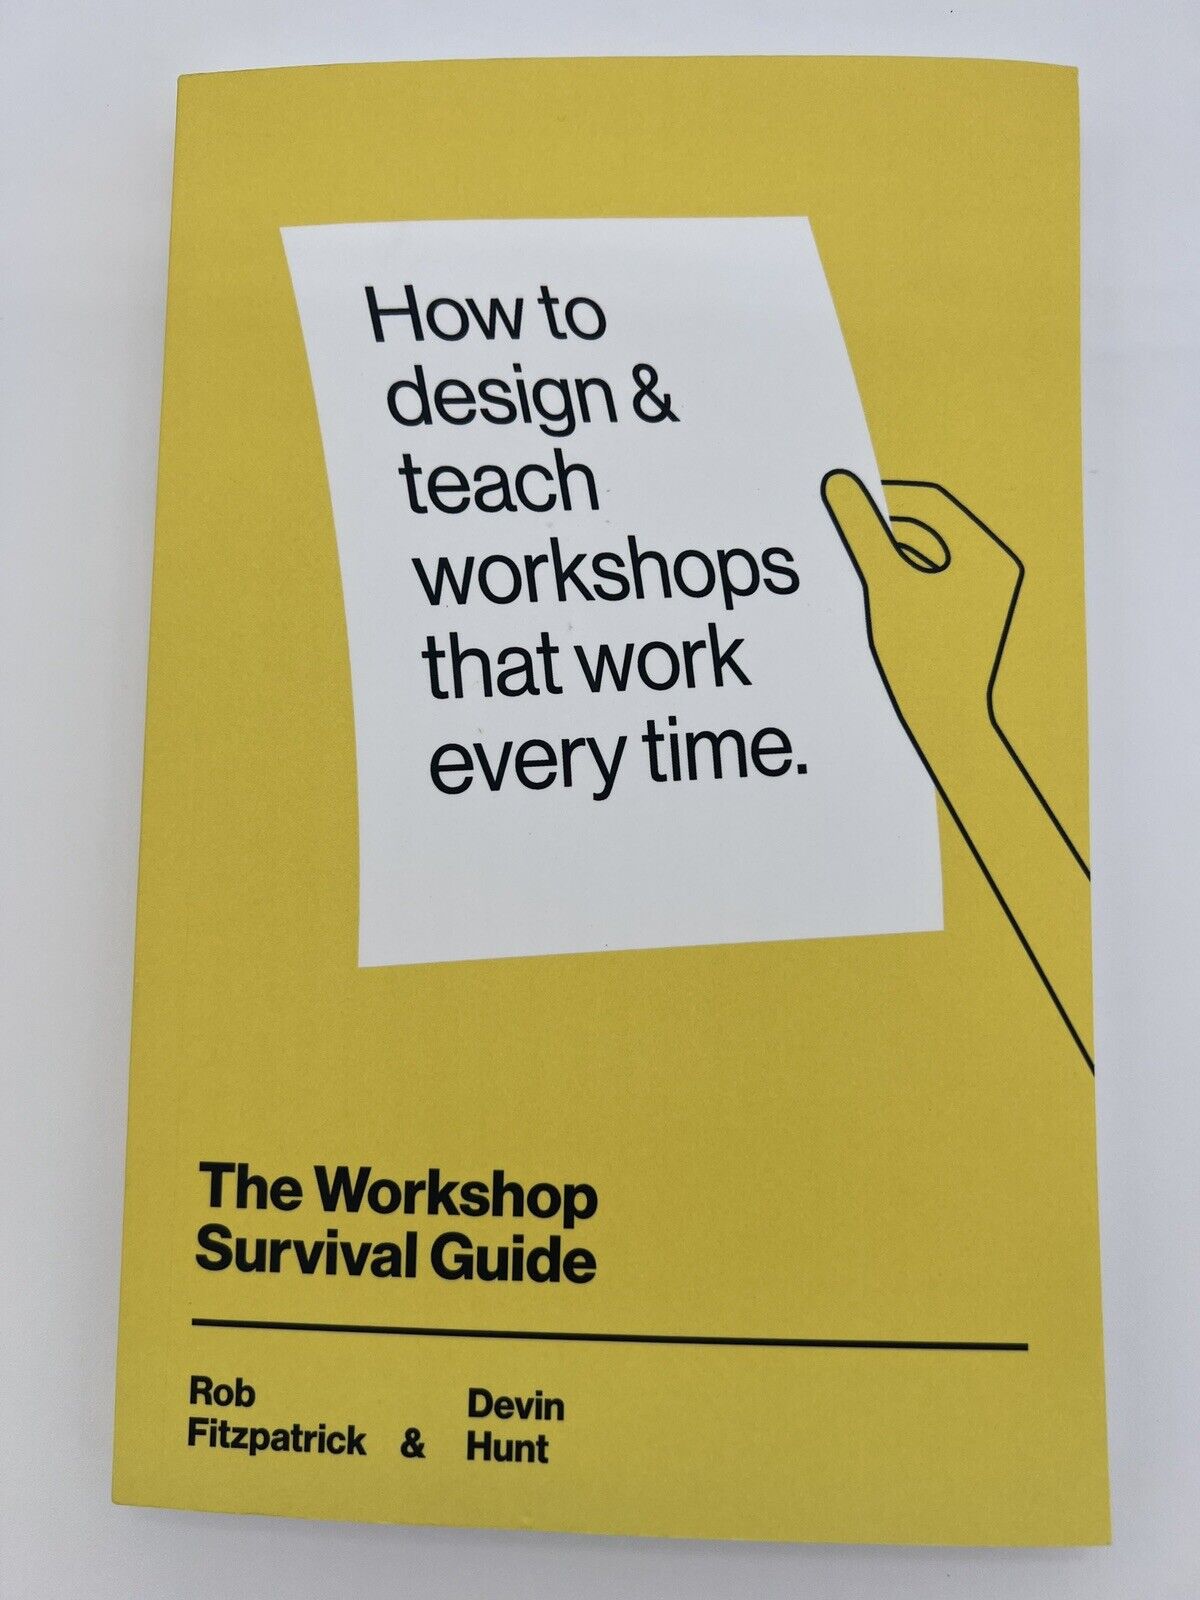 How to
design &
teach
workshops
that work
every time.
The Workshop
Survival Guide
Rob
Fitzpatrick &
Devin
Hunt